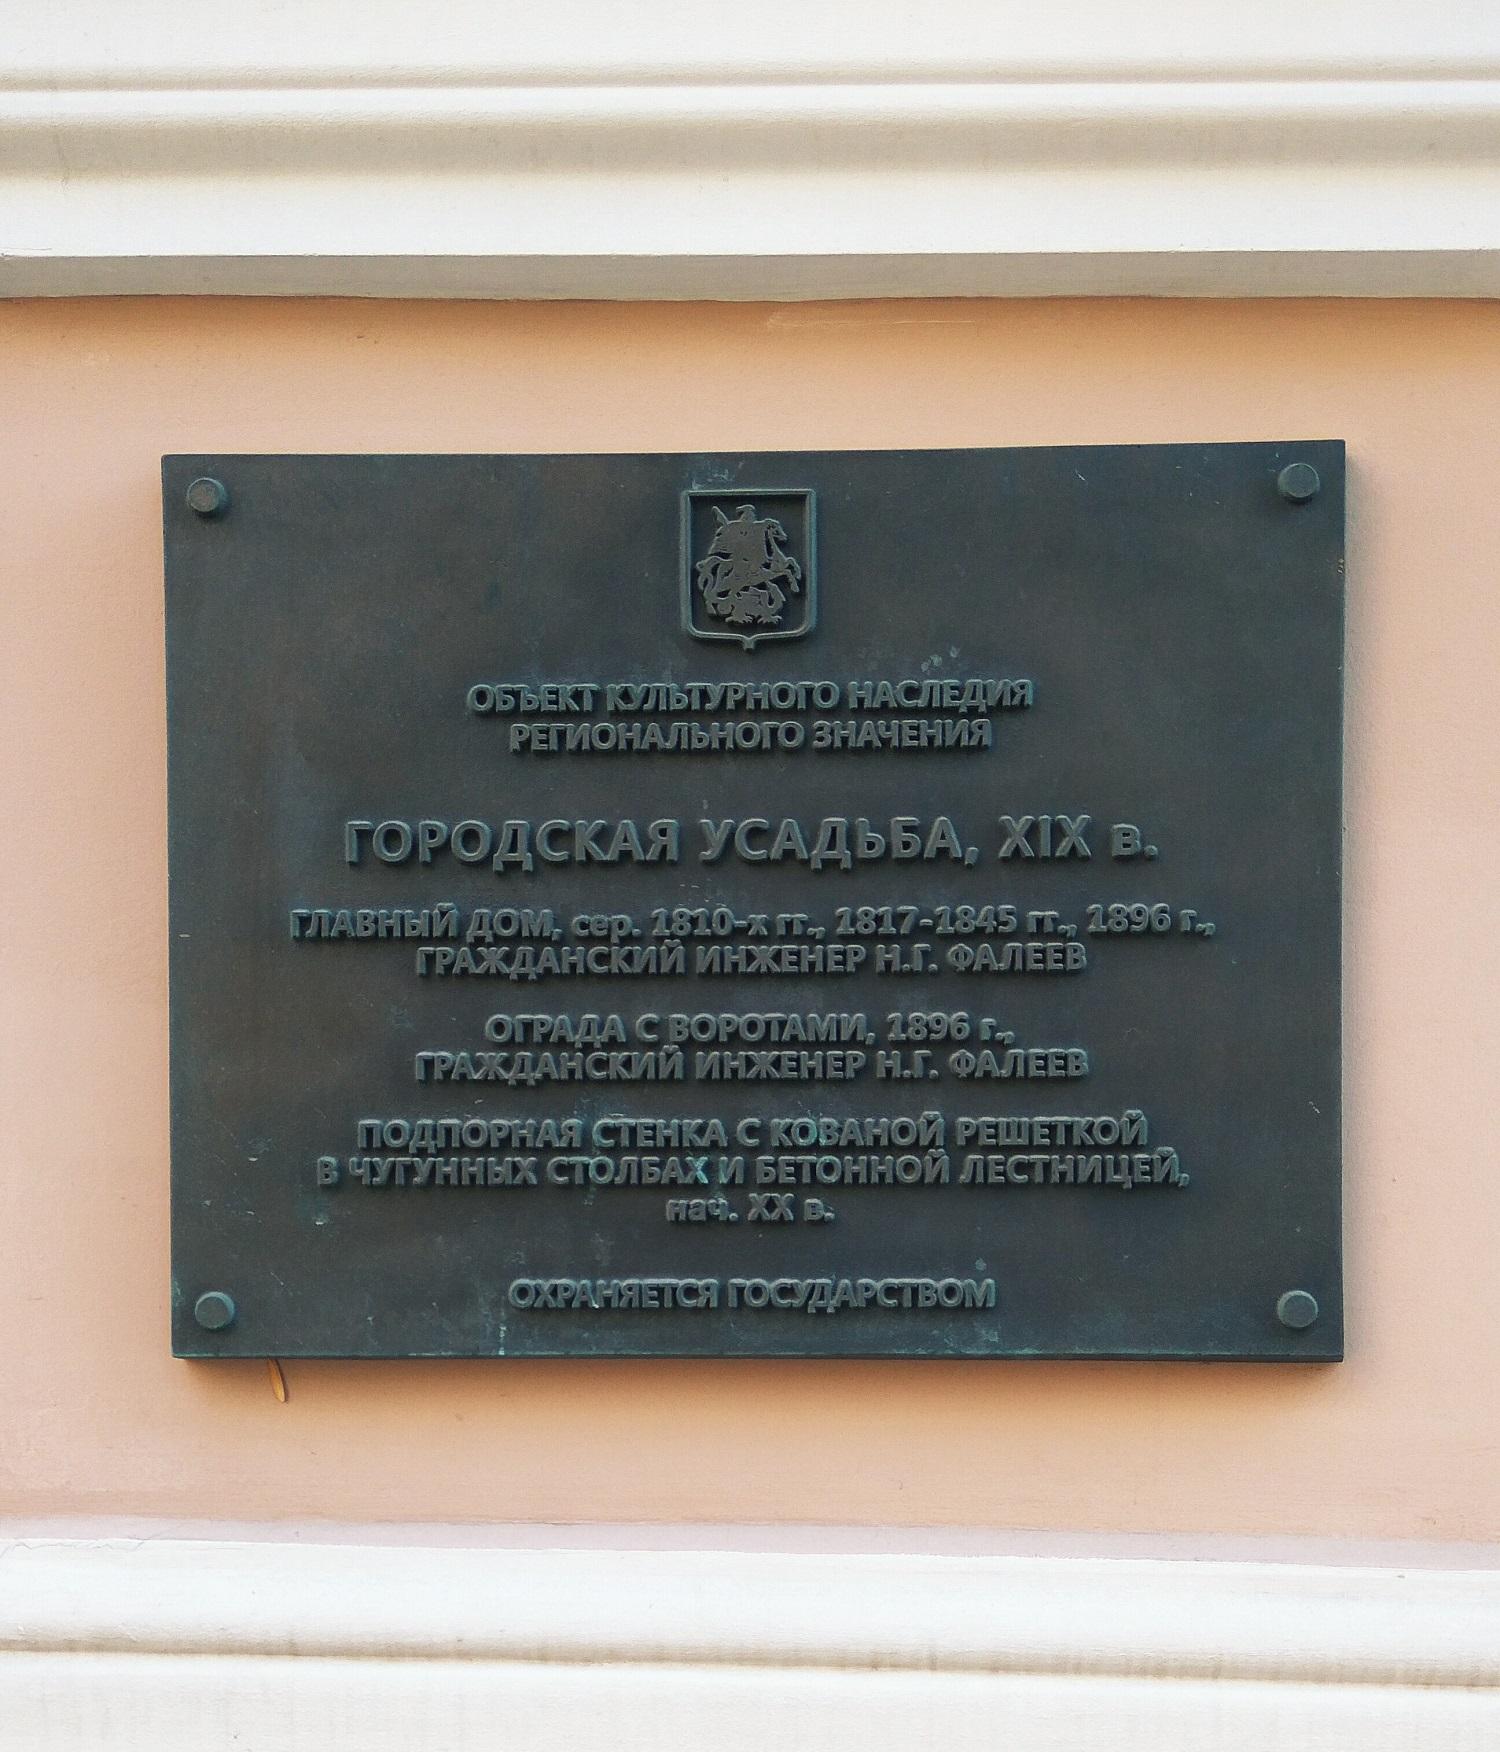 ОБЪЕКТ КУЛЬТУРНОГО НАСЛЕДИЯ
РЕГИОНАЛЬНОГО ЗНАЧЕНИЯ
ГОРОДСКАЯ УСАДЬБА, XIX в.
ГЛАВНЫЙ ДОМ, сер. 1810-х гг., 1817-1845 гг., 1896 г.,
ГРАЖДАНСКИЙ ИНЖЕНЕР Н.Г. ФАЛЕЕВ
ОГРАДА С ВОРОТАМИ, 1896 г.,
ГРАЖДАНСКИЙ ИНЖЕНЕР Н.Г. ФАЛЕЕВ
ПОДПОРНАЯ СТЕНКА С КОВАНОЙ РЕШЕТКОЙ
В ЧУГУННЫХ СТОЛБАХ И БЕТОННОЙ ЛЕСТНИЦЕЙ,
нач. XX в.
ОХРАНЯЕТСЯ ГОСУДАРСТВОМ